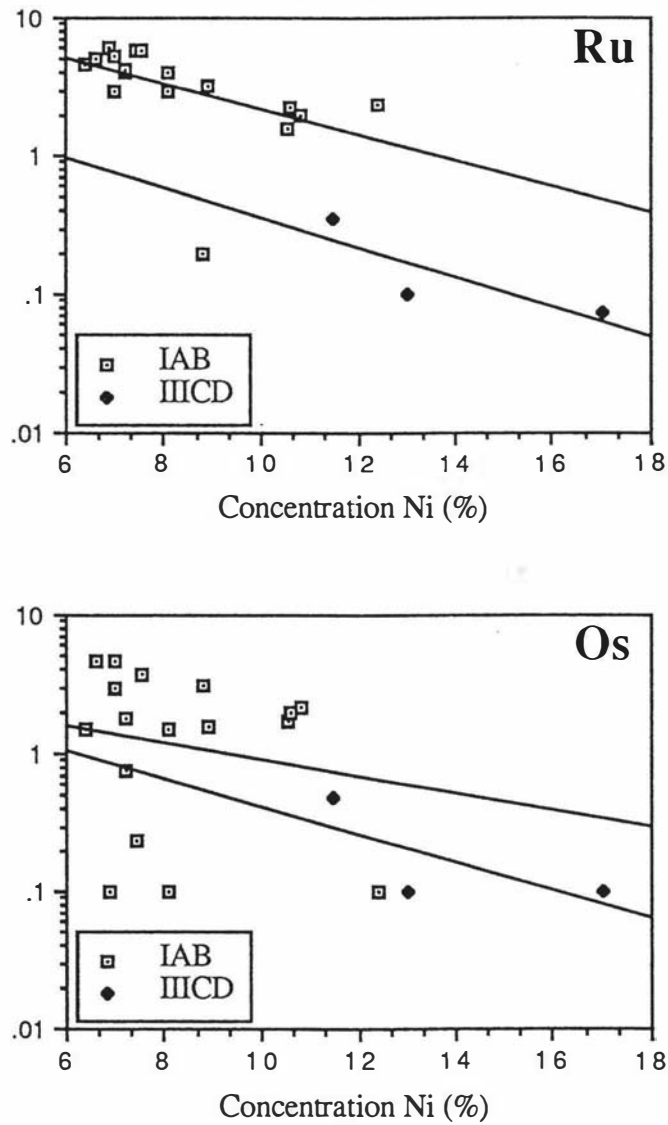 Ru
10
1
.1
.01
IAB
IIICD
6 8 10 12 14 16 18
Concentration Ni (%)
Os
10
1
.1
.01
IAB
IIICD
6 8 10 12 14 16 18
Concentration Ni (%)